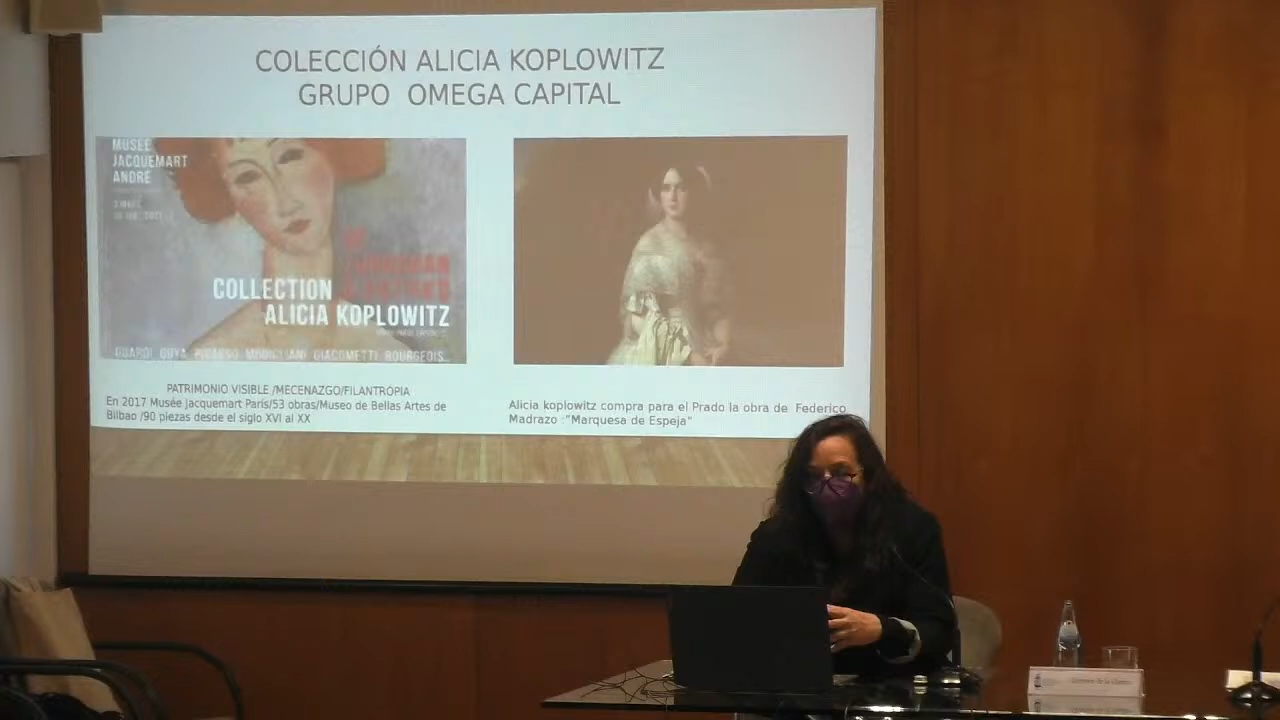 COLECCIÓN ALICIA KOPLOWITZ
GRUPO OMEGA CAPITAL
MUSÉE
JACQUEMART
ANDRÉ
COLLECTION
ALICIA KOPLOWITZ
GUARDI GOYA PICASSO MODIGLIANI GIACOMETTI BOURGEOIS...
PATRIMONIO VISIBLE /MECENAZGO/FILANTROPIA
En 2017 Musée Jacquemart París/53 obras/Museo de Bellas Artes de
Bilbao /90 piezas desde el siglo XVI al XX
Alicia koplowitz compra para el Prado la obra de Federico
Madrazo :"Marquesa de Espeja"